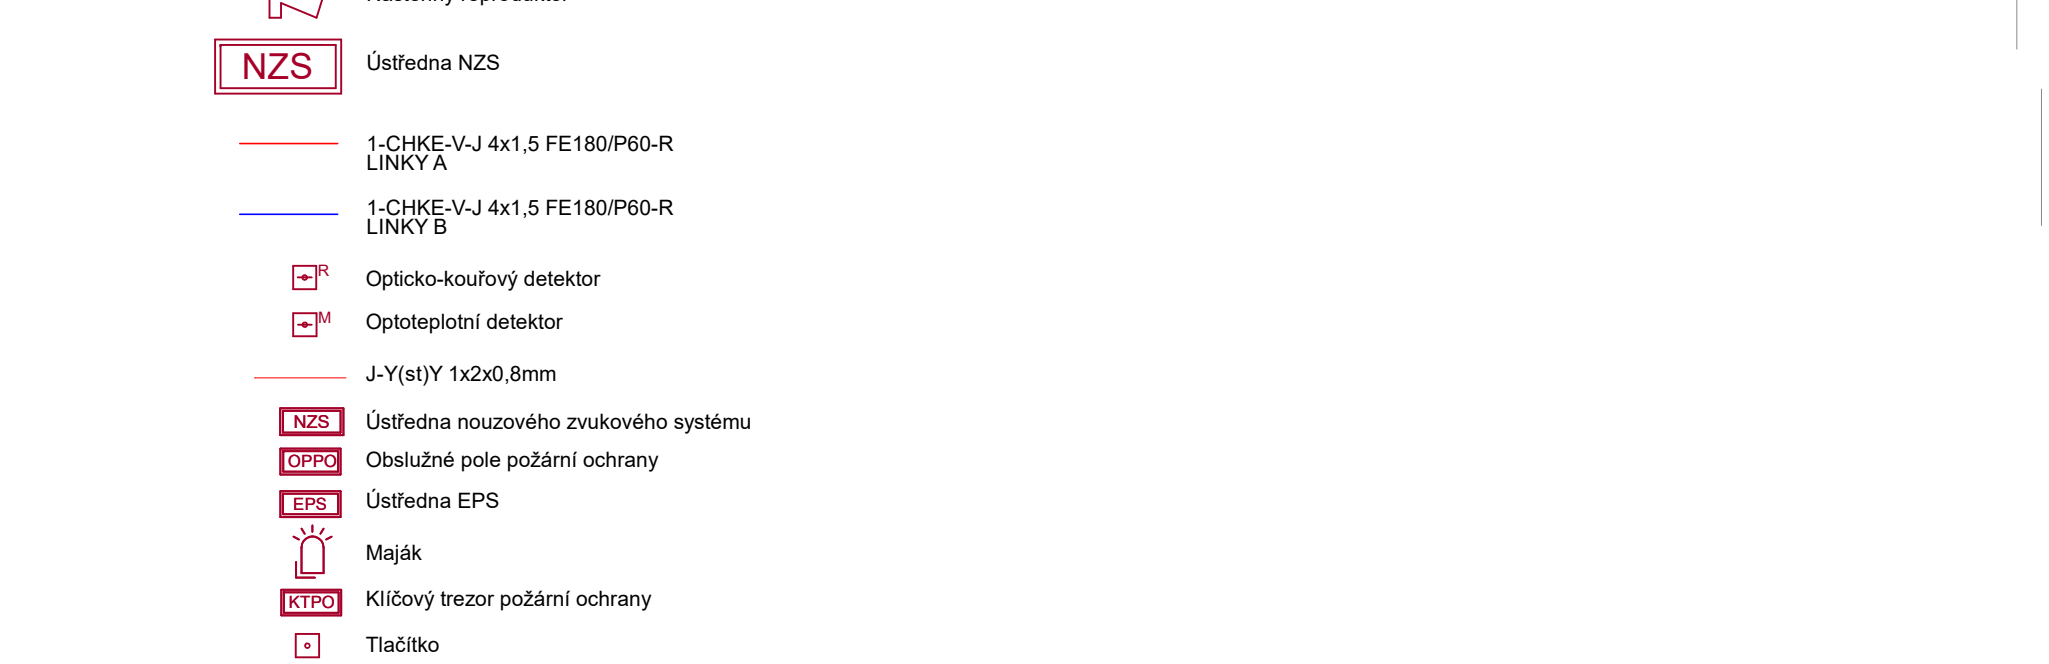 Nástěnný reproduktor
NZS Ústředna NZS
1-CHKE-V-J 4x1,5 FE180/P60-R
LINKY A
1-CHKE-V-J 4x1,5 FE180/P60-R
LINKY B
R Opticko-kouřový detektor
M Optoteplotní detektor
J-Y(st)Y 1x2x0,8mm
NZS Ústředna nouzového zvukového systému
OPPO Obslužné pole požární ochrany
EPS Ústředna EPS
Maják
KTPO Klíčový trezor požární ochrany
Tlačítko